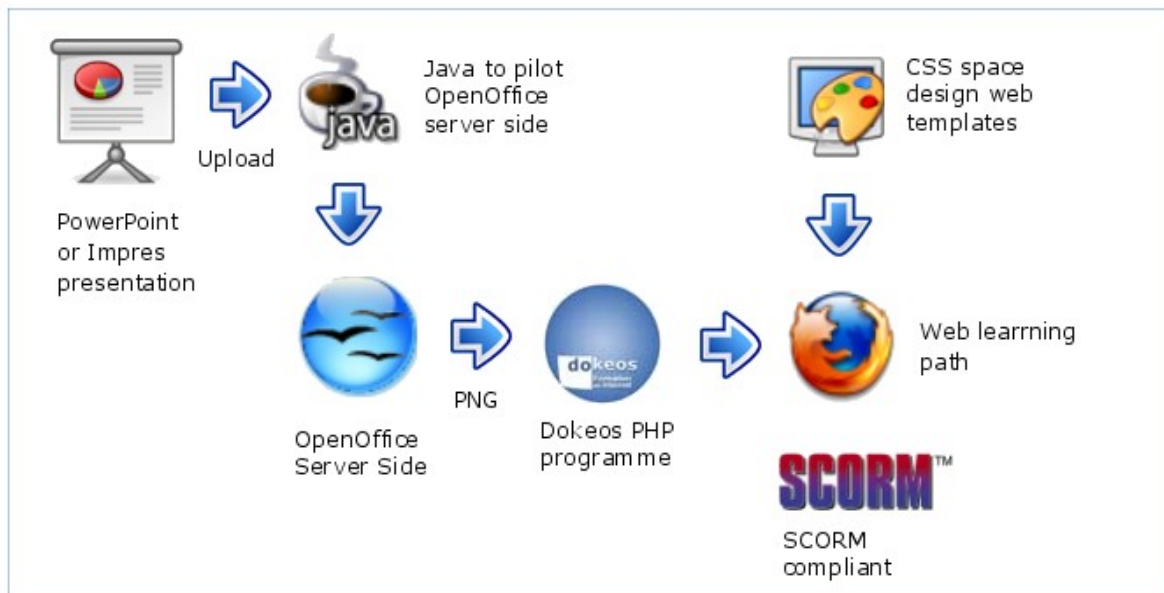 Java to pilot
OpenOffice
server side
CSS space
design web
templates
java
Upload
PowerPoint
or Impres
presentation
Web learrning
path
dokeos
PNG
OpenOffice
Server Side
Dokeos PHP
programme
SCORM™
SCORM
compliant